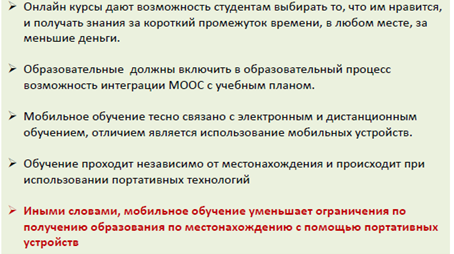 ➢ Онлайн курсы дают возможность студентам выбирать то, что им нравится,
и получать знания за короткий промежуток времени, в любом месте, за
меньшие деньги.
➢ Образовательные  должны включить в образовательный процесс
возможность интеграции МООС с учебным планом.
➢ Мобильное обучение тесно связано с электронным и дистанционным
обучением, отличием является использование мобильных устройств.
➢ Обучение проходит независимо от местонахождения и происходит при
использовании портативных технологий
➢ Иными словами, мобильное обучение уменьшает ограничения по
получению образования по местонахождению с помощью портативных
устройств